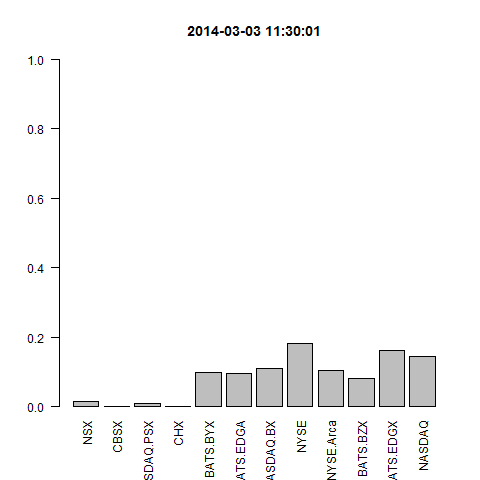 2014-03-03 11:30:01
1.0
0.8
0.6
0.4
0.2
0.0
NSX
CBSX
SDAQ.PSX
CHX
BATS.BYX
ATS.EDGA
ASDAQ.BX
NYSE
NYSE.Arca
BATS.BZX
ATS.EDGX
NASDAQ